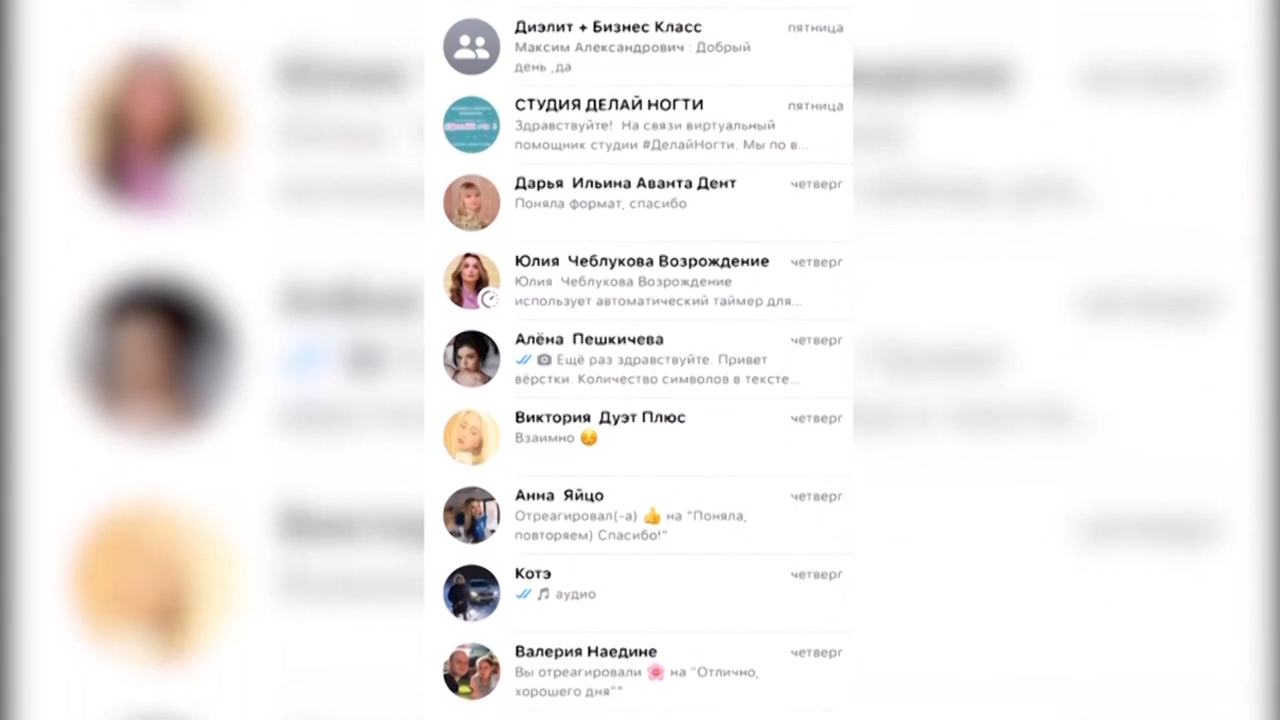 Диэлит + Бизнес Класс
пятница
Максим Александрович : Добрый
день ,да
СТУДИЯ ДЕЛАЙ НОГТИ
пятница
Здравствуйте! На связи виртуальный
помощник студии #ДелайНогти. Мы по в...
Дарья Ильина Аванта Дент
четверг
Поняла формат, спасибо
Юлия Чеблукова Возрождение
четверг
Юлия Чеблукова Возрождение
использует автоматический таймер для...
Алёна Пешкичева
четверг
Ещё раз здравствуйте. Привет
вёрстки. Количество символов в тексте...
Виктория Дуэт Плюс
четверг
Взаимно ☺️
Анна Яйцо
четверг
Отреагировал(-а) 👍 на "Поняла,
повторяем) Спасибо!"
Котэ
четверг
аудио
Валерия Наедине
четверг
Вы отреагировали 🌸 на "Отлично,
хорошего дня""